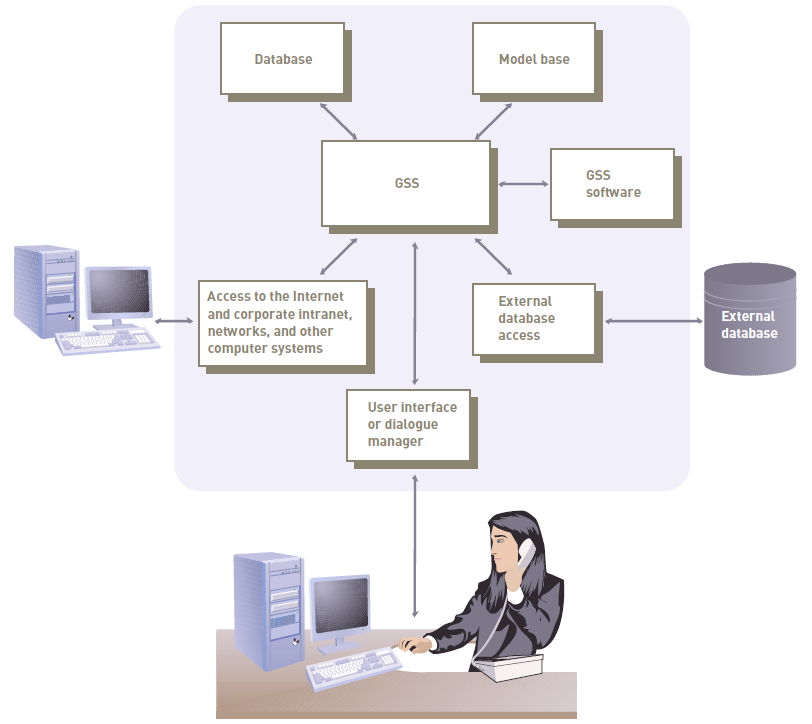 Database
Model base
GSS
GSS
software
Access to the Internet
and corporate intranet,
networks, and other
computer systems
External
database
access
External
database
User interface
or dialogue
manager